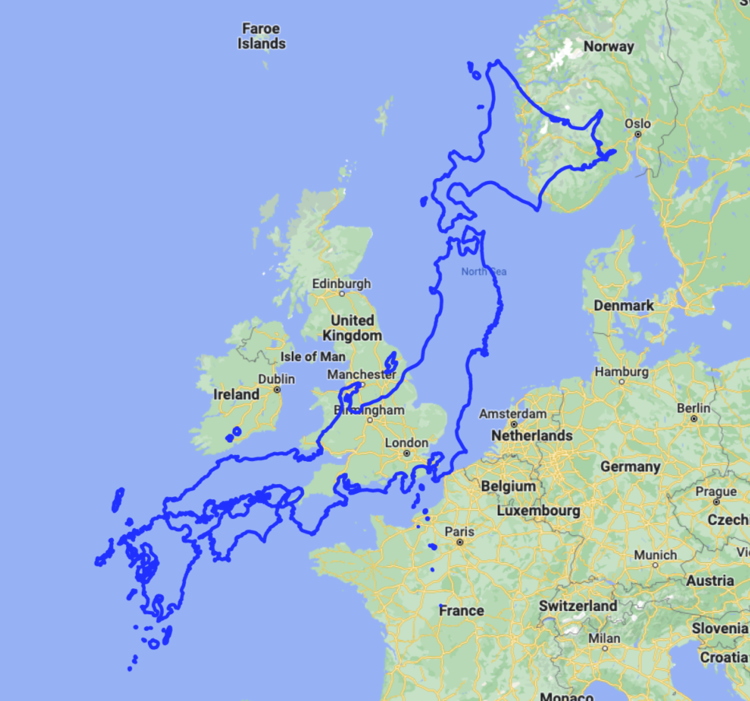 Faroe
Islands
Norway
Oslo
North Sea
Edinburgh
United
Kingdom
Denmark
Isle of Man
Manchester
Dublin
Ireland
Birmingham
Hamburg
Amsterdam
Netherlands
Berlin
London
Germany
Belgium
Prague
Luxembourg
Czech
Paris
Munich
Austria
France
Switzerland
Slovenia
Milan
Croatia
Monaco